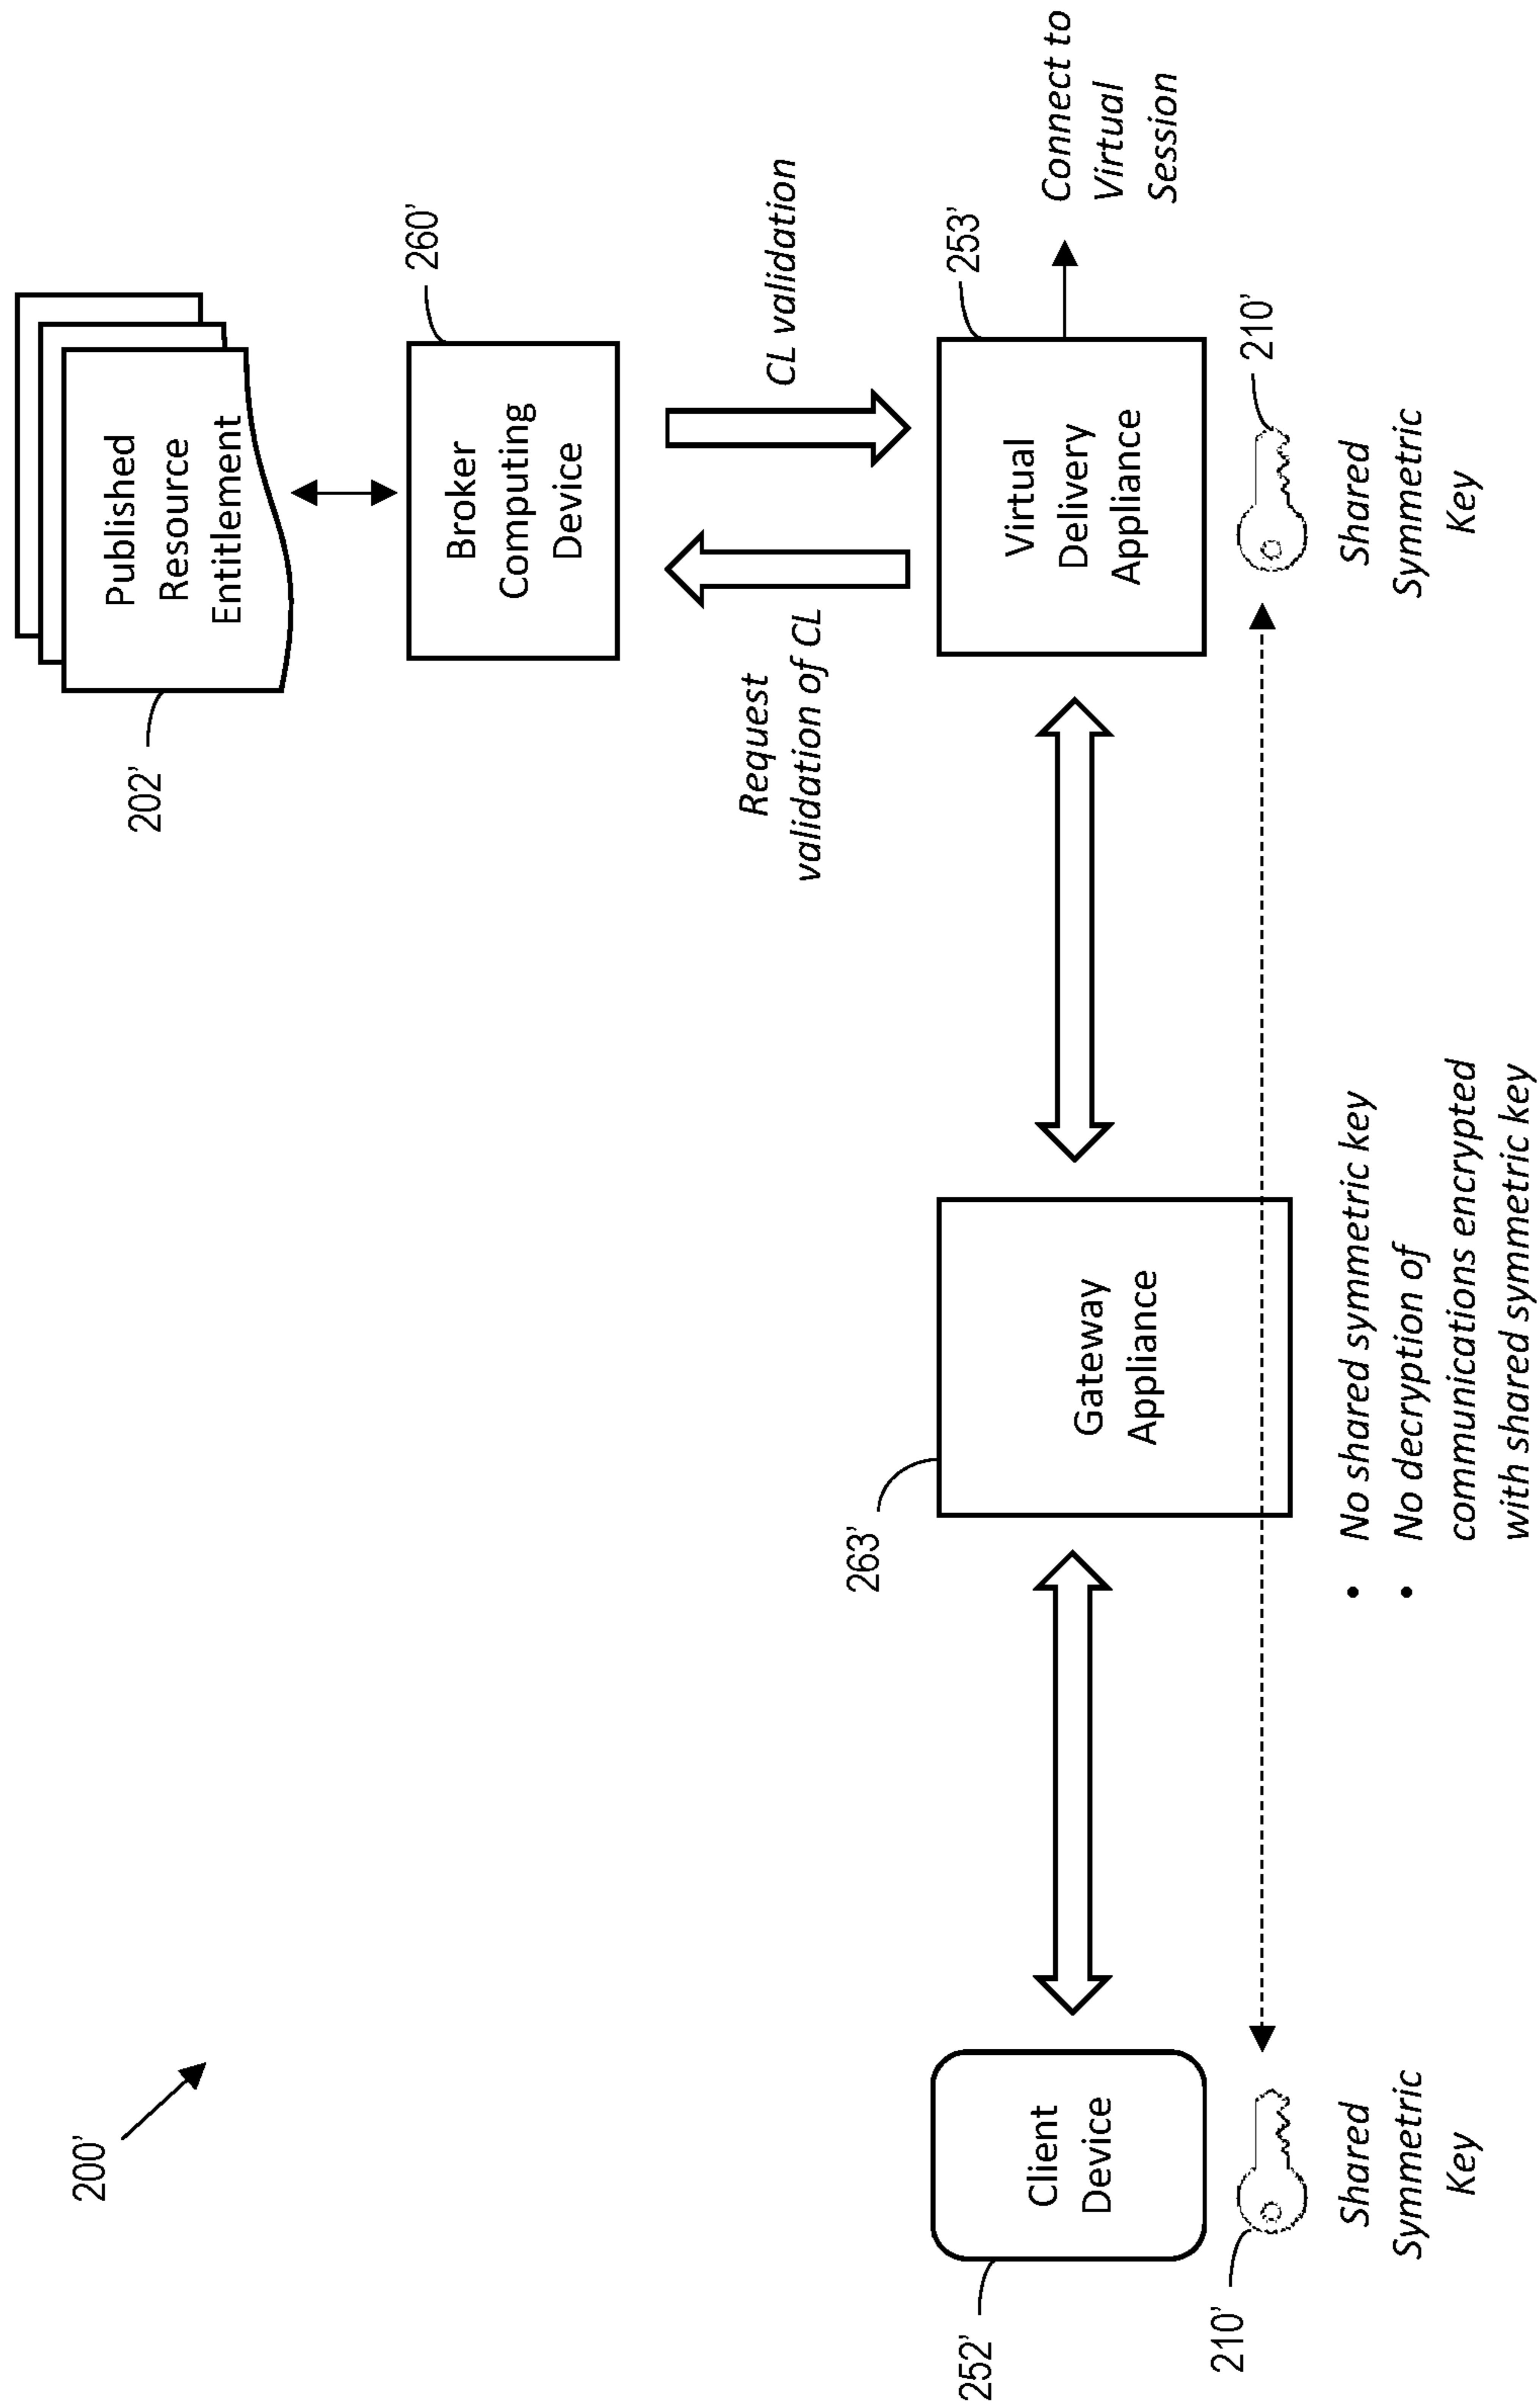 200'
202'
Published
Resource
Entitlement
260'
Broker
Computing
Device
Request
validation of CL
CL validation
252'
Client
Device
263'
Gateway
Appliance
253'
Virtual
Delivery
Appliance
Connect to
Virtual
Session
210'
Shared
Symmetric
Key
• No shared symmetric key
• No decryption of
communications encrypted
with shared symmetric key
210'
Shared
Symmetric
Key